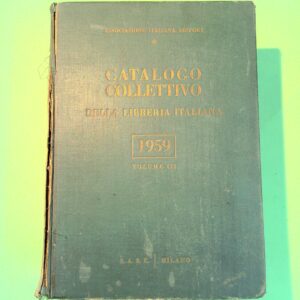 ASSOCIAZIONE ITALIANA EDITORI
CATALOGO
COLLETTIVO
DELLA LIBRERIA ITALIANA
1959
VOLUME III
S.A.B.E. MILANO